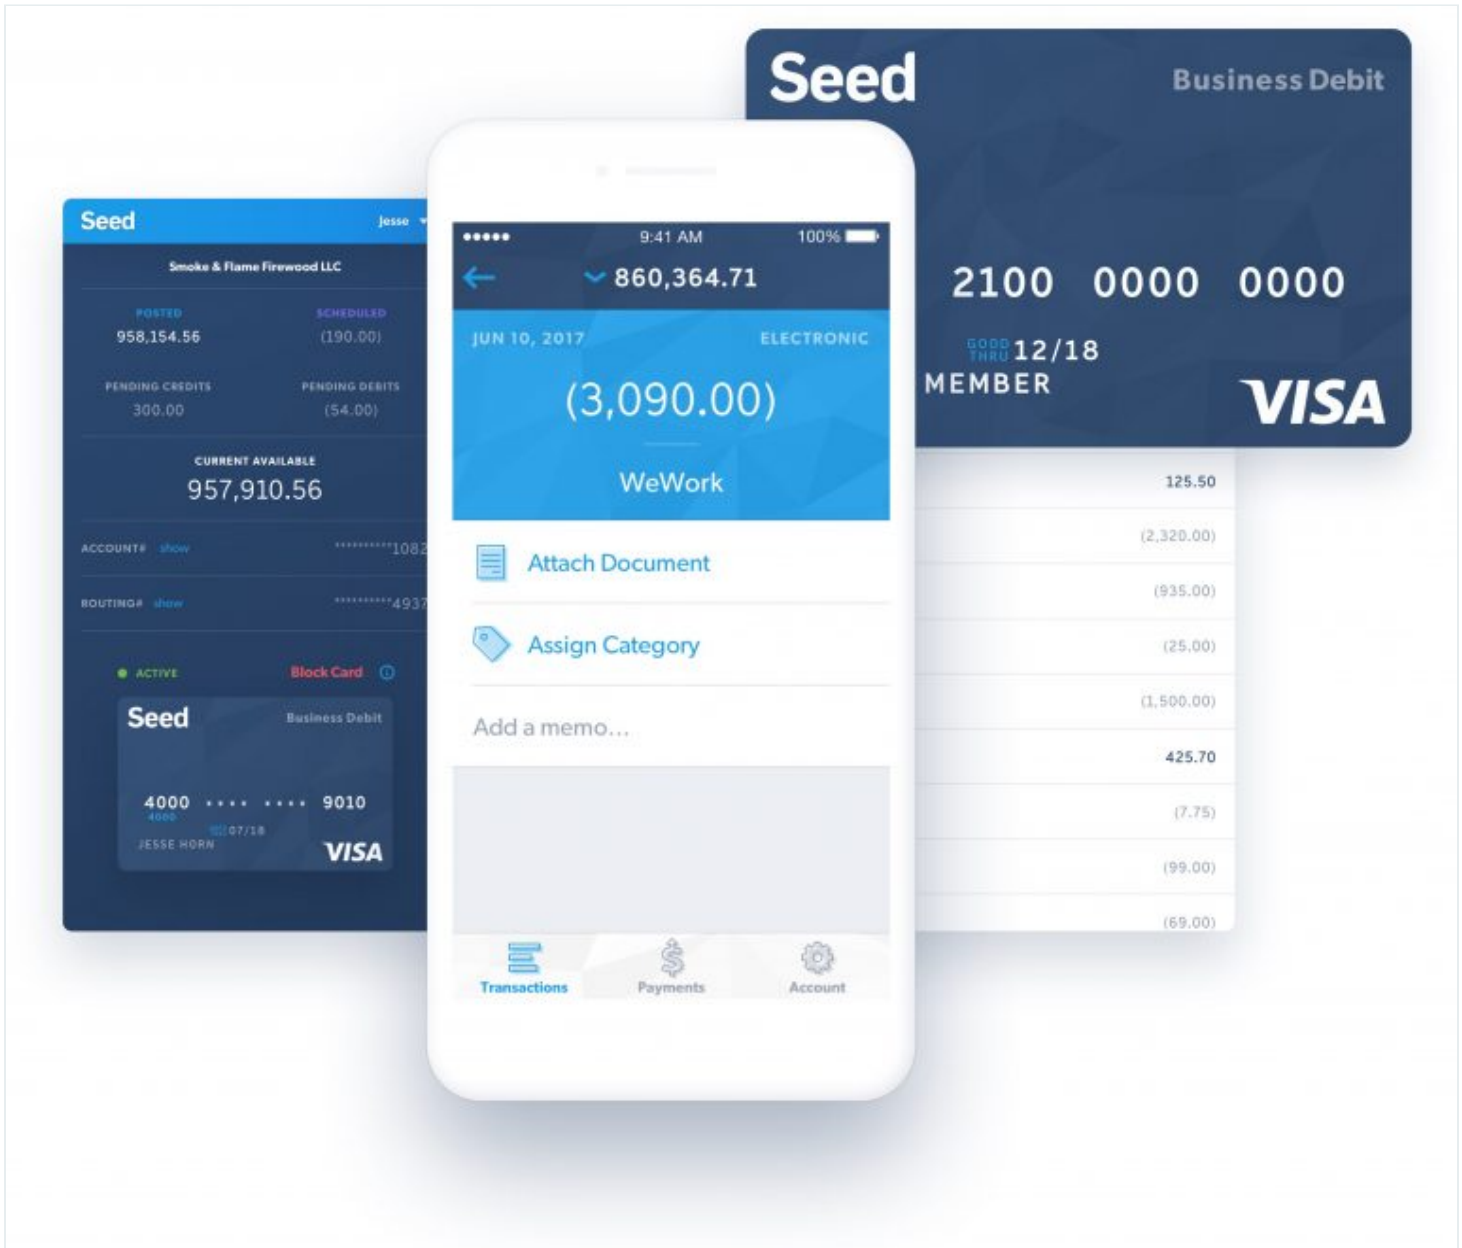 Seed
Business Debit
2100 0000 0000
GOOD THRU 12/18
MEMBER
VISA
Seed
Jesse
Smoke & Flame Firewood LLC
POSTED SCHEDULED
958,154.56 (190.00)
PENDING CREDITS PENDING DEBITS
300.00 (54.00)
CURRENT AVAILABLE
957,910.56
ACCOUNT# show **********1082
ROUTING# show **********4937
ACTIVE Block Card
Seed Business Debit
4000 •••• •••• 9010
4000
07/18
JESSE HORN
VISA
9:41 AM 100%
860,364.71
JUN 10, 2017 ELECTRONIC
(3,090.00)
WeWork
Attach Document
Assign Category
Add a memo...
Transactions Payments Account
125.50
(2,320.00)
(935.00)
(25.00)
(1,500.00)
425.70
(7.75)
(99.00)
(69.00)